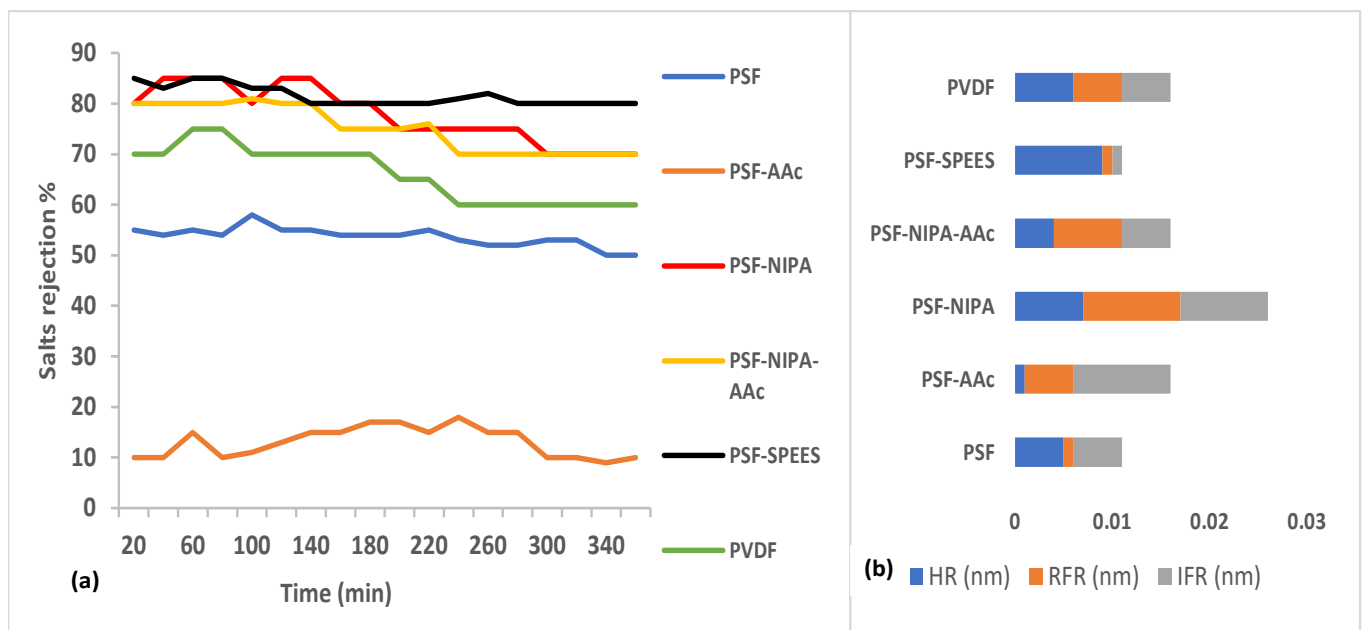 90
80
70
60
50
40
30
20
10
0
Salts rejection %
20 60 100 140 180 220 260 300 340
Time (min)
(a)
PSF
PSF-AAc
PSF-NIPA
PSF-NIPA-
AAc
PSF-SPEES
PVDF
PVDF
PSF-SPEES
PSF-NIPA-AAc
PSF-NIPA
PSF-AAc
PSF
0 0.01 0.02 0.03
(b) HR (nm) RFR (nm) IFR (nm)